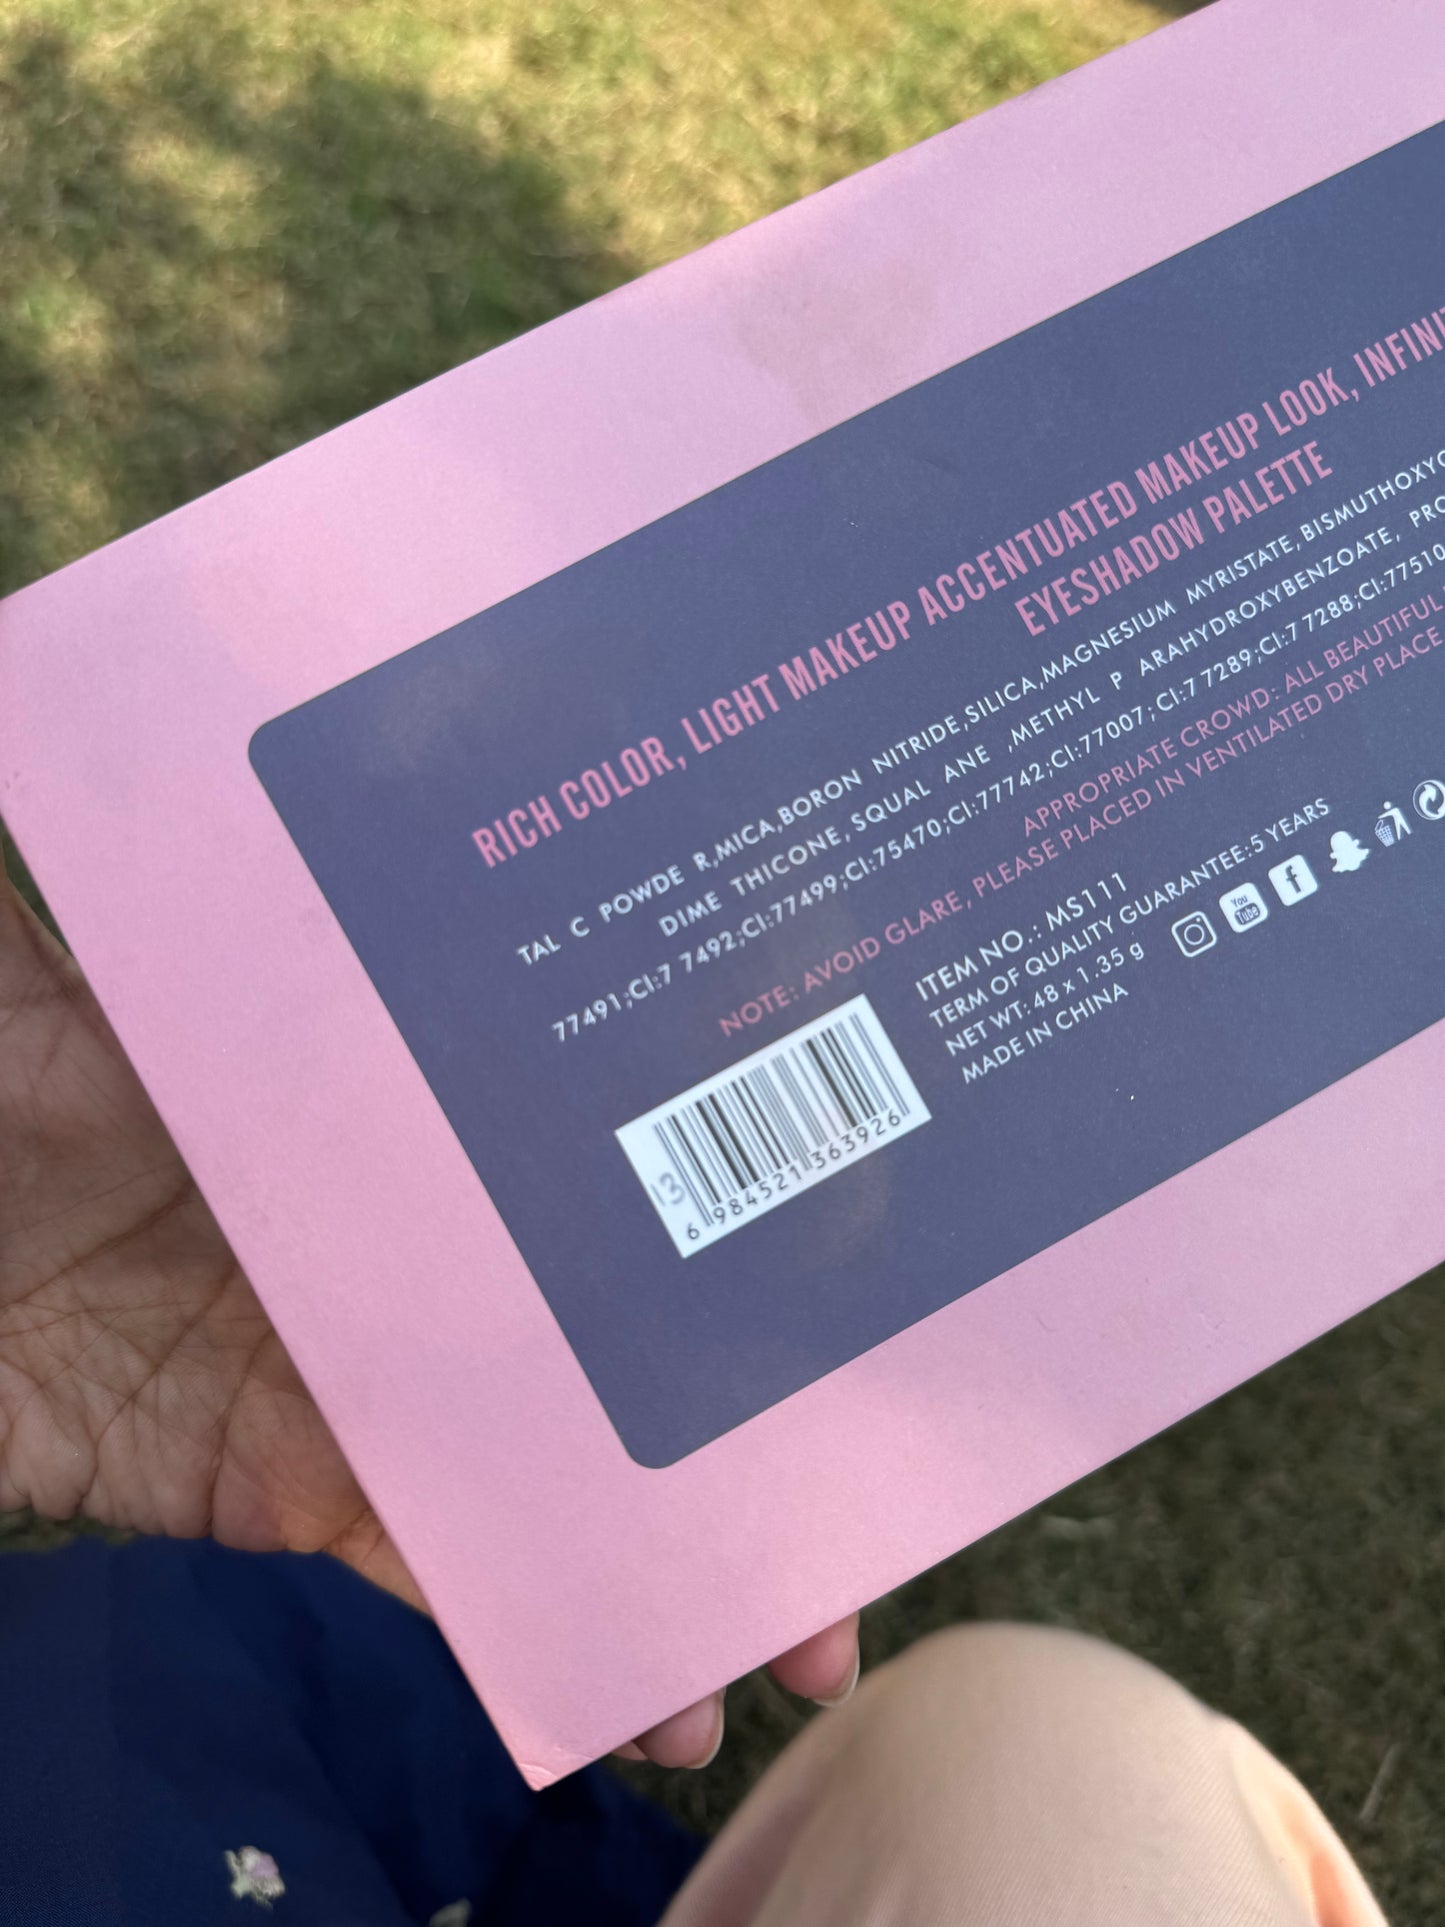 RICH COLOR, LIGHT MAKEUP ACCENTUATED MAKEUP LOOK,
EYESHADOW PALETTE
TAL C POWDE R,MICA,BORON NITRIDE,SILICA,MAGNESIUM MYRISTATE,
DIME THICONE,SQUAL ANE ,METHYL P ARAHYDROXYBENZOATE,
77491;CI:7 7492;CI:77499;CI:75470;CI:77742;CI:77007;CI:7 7289;CI:7 7288;CI:77510
APPROPRIATE CROWD: ALL BEAUTIFUL
NOTE: AVOID GLARE, PLEASE PLACED IN VENTILATED DRY PLACE
ITEM NO.: MS111
TERM OF QUALITY GUARANTEE:5 YEARS
NET WT: 48 x 1.35 g
MADE IN CHINA
You
Tube
f
13
6 984521 363926